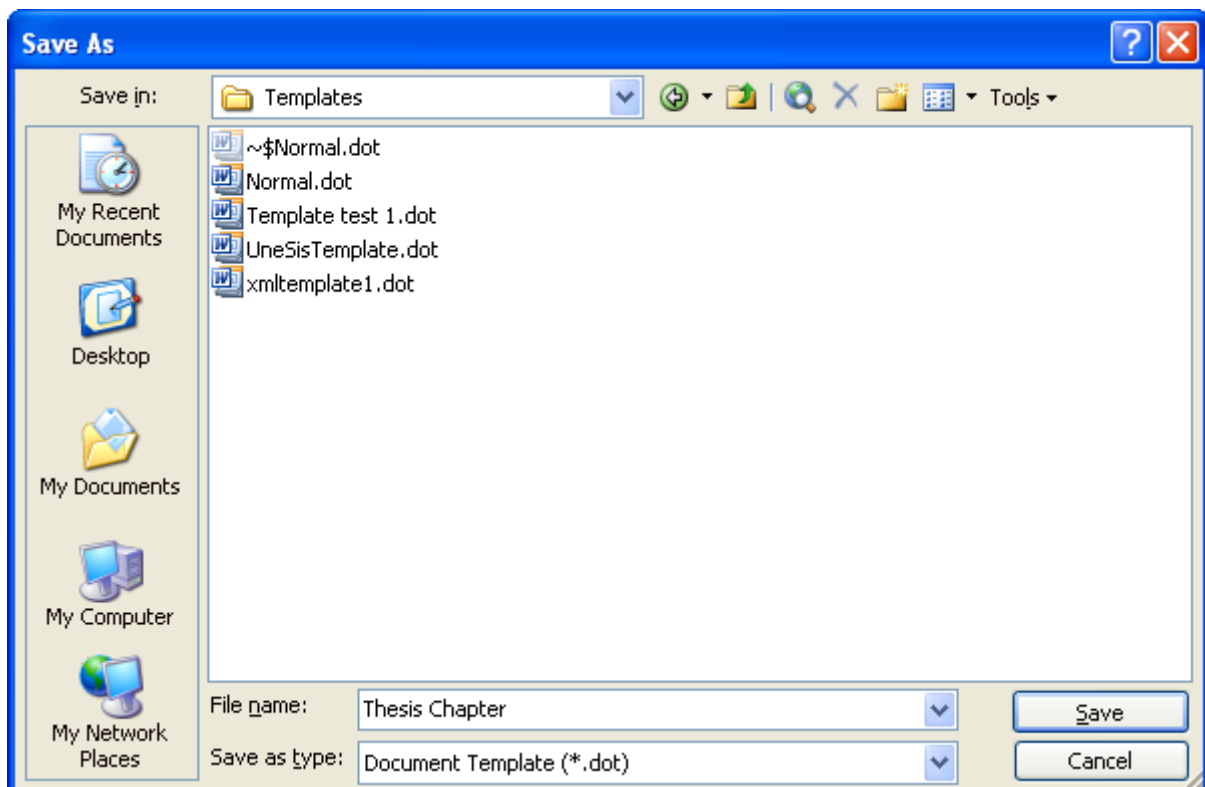 Save As
Save in:
Templates
Tools
~$Normal.dot
Normal.dot
Template test 1.dot
UneSisTemplate.dot
xmltemplate1.dot
My Recent
Documents
Desktop
My Documents
My Computer
My Network
Places
File name:
Thesis Chapter
Save
Save as type:
Document Template (*.dot)
Cancel